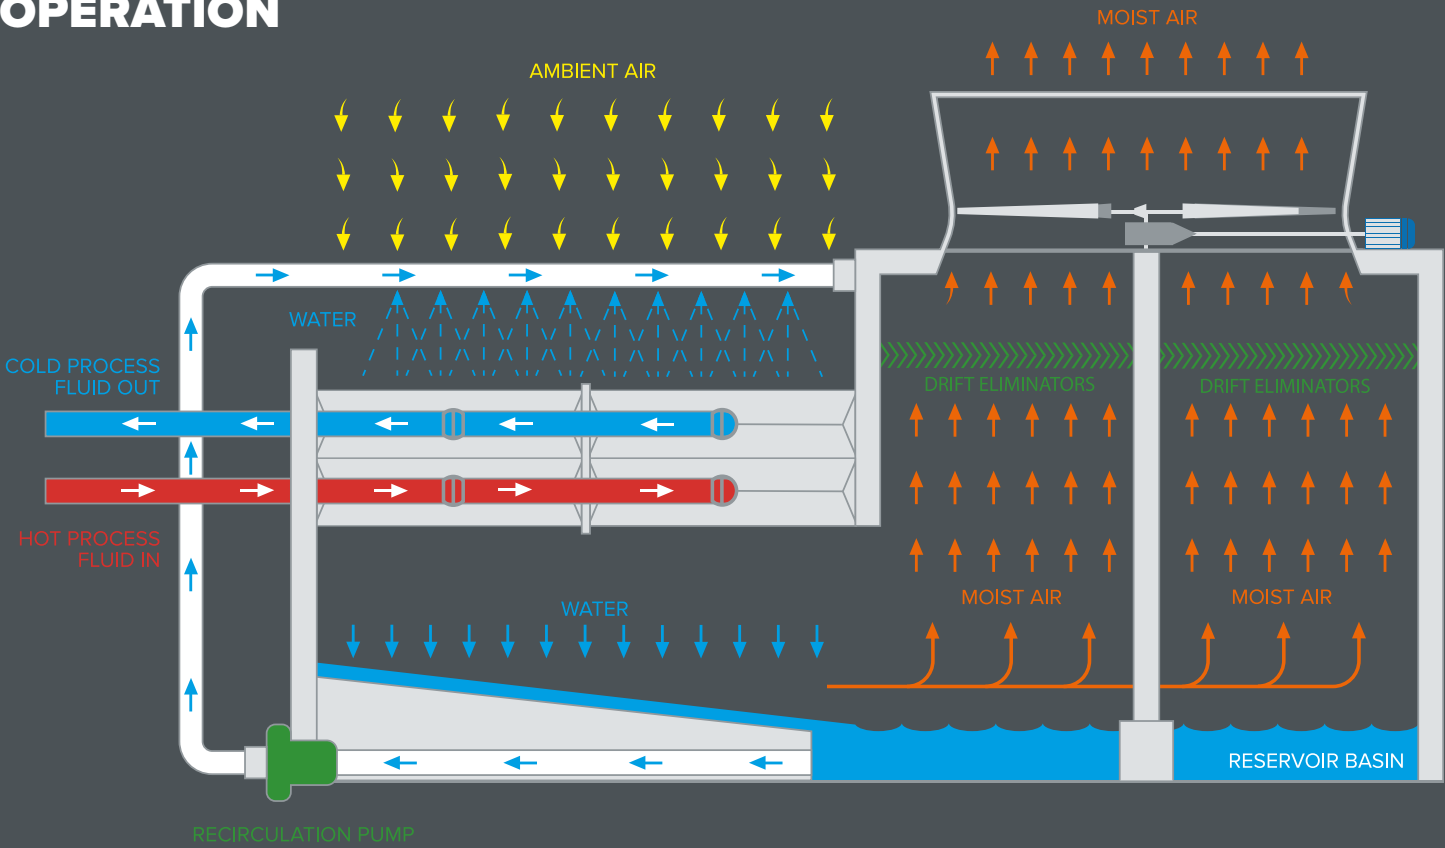 OPERATION
MOIST AIR
AMBIENT AIR
WATER
COLD PROCESS
FLUID OUT
DRIFT ELIMINATORS
DRIFT ELIMINATORS
HOT PROCESS
FLUID IN
MOIST AIR
MOIST AIR
WATER
RESERVOIR BASIN
RECIRCULATION PUMP